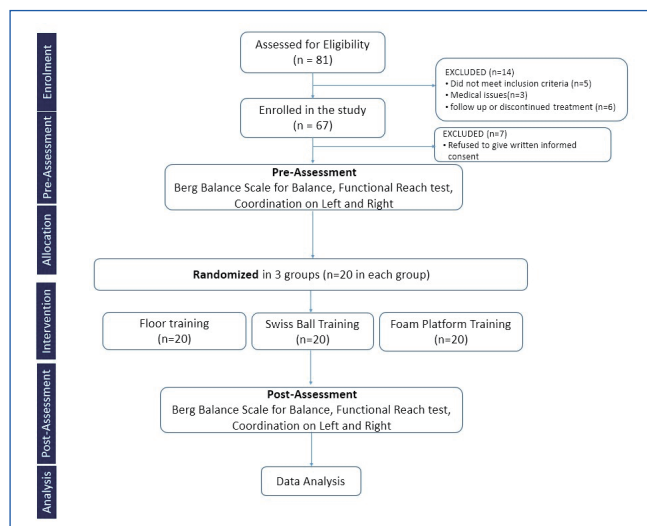 Enrolment
Assessed for Eligibility
(n = 81)
EXCLUDED (n=14)
• Did not meet inclusion criteria (n=5)
• Medical issues(n=3)
• follow up or discontinued treatment (n=6)
Enrolled in the study
(n = 67)
Pre-Assessment
EXCLUDED (n=7)
• Refused to give written informed
consent
Pre-Assessment
Berg Balance Scale for Balance, Functional Reach test,
Coordination on Left and Right
Allocation
Randomized in 3 groups (n=20 in each group)
Intervention
Floor training
(n=20)
Swiss Ball Training
(n=20)
Foam Platform Training
(n=20)
Post-Assessment
Post-Assessment
Berg Balance Scale for Balance, Functional Reach test,
Coordination on Left and Right
Analysis
Data Analysis